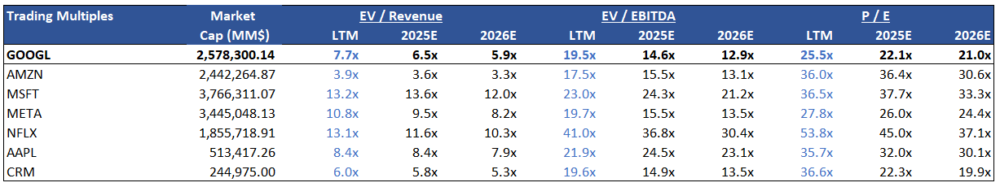 Trading Multiples Market EV / Revenue EV / EBITDA P / E
Cap (MM$) LTM 2025E 2026E LTM 2025E 2026E LTM 2025E 2026E
GOOGL 2,578,300.14 7.7x 6.5x 5.9x 19.5x 14.6x 12.9x 25.5x 22.1x 21.0x
AMZN 2,442,264.87 3.9x 3.6x 3.3x 17.5x 15.5x 13.1x 36.0x 36.4x 30.6x
MSFT 3,766,311.07 13.2x 13.6x 12.0x 23.0x 24.3x 21.2x 36.5x 37.7x 33.3x
META 3,445,048.13 10.8x 9.5x 8.2x 19.7x 15.5x 13.5x 27.8x 26.0x 24.4x
NFLX 1,855,718.91 13.1x 11.6x 10.3x 41.0x 36.8x 30.4x 53.8x 45.0x 37.1x
AAPL 513,417.26 8.4x 8.4x 7.9x 21.9x 24.5x 23.1x 35.7x 32.0x 30.1x
CRM 244,975.00 6.0x 5.8x 5.3x 19.6x 14.9x 13.5x 36.6x 22.3x 19.9x